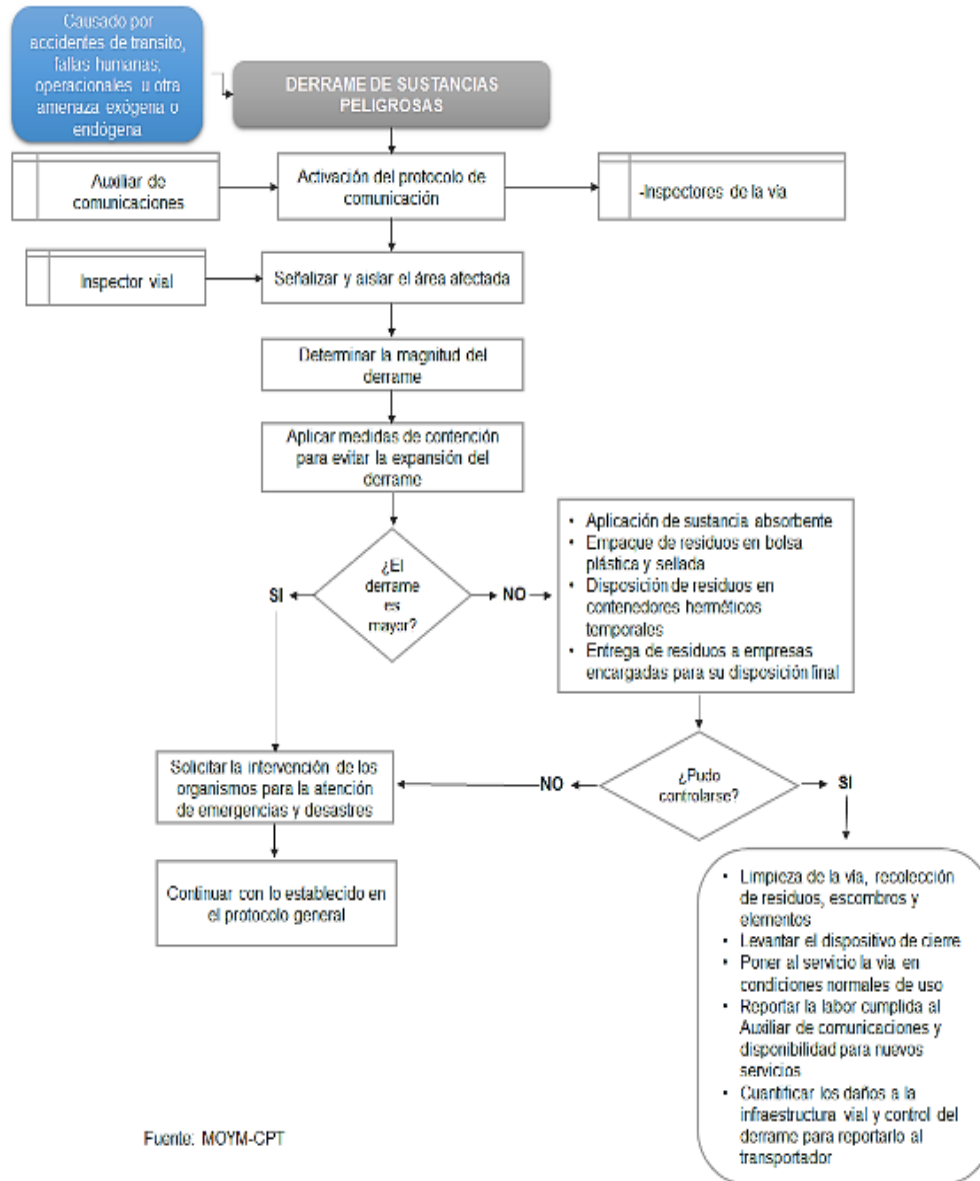 Causado por
accidentes de transito,
fallas humanas,
operacionales u otra
amenaza exógena o
endógena
DERRAME DE SUSTANCIAS
PELIGROSAS
Auxiliar de
comunicaciones
Activación del protocolo de
comunicación
-Inspectores de la vía
Inspector vial
Señalizar y aislar el área afectada
Determinar la magnitud del
derrame
Aplicar medidas de contención
para evitar la expansión del
derrame
¿El
derrame
es
mayor?
SI
NO
• Aplicación de sustancia absorbente
• Empaque de residuos en bolsa
plástica y sellada
• Disposición de residuos en
contenedores herméticos
temporales
• Entrega de residuos a empresas
encargadas para su disposición final
Solicitar la intervención de los
organismos para la atención
de emergencias y desastres
NO
¿Pudo
controlarse?
SI
Continuar con lo establecido en
el protocolo general
• Limpieza de la vía, recolección
de residuos, escombros y
elementos
• Levantar el dispositivo de cierre
• Poner al servicio la vía en
condiciones normales de uso
• Reportar la labor cumplida al
Auxiliar de comunicaciones y
disponibilidad para nuevos
servicios
• Cuantificar los daños a la
infraestructura vial y control del
derrame para reportarlo al
transportador
Fuente: MOYM-CPT